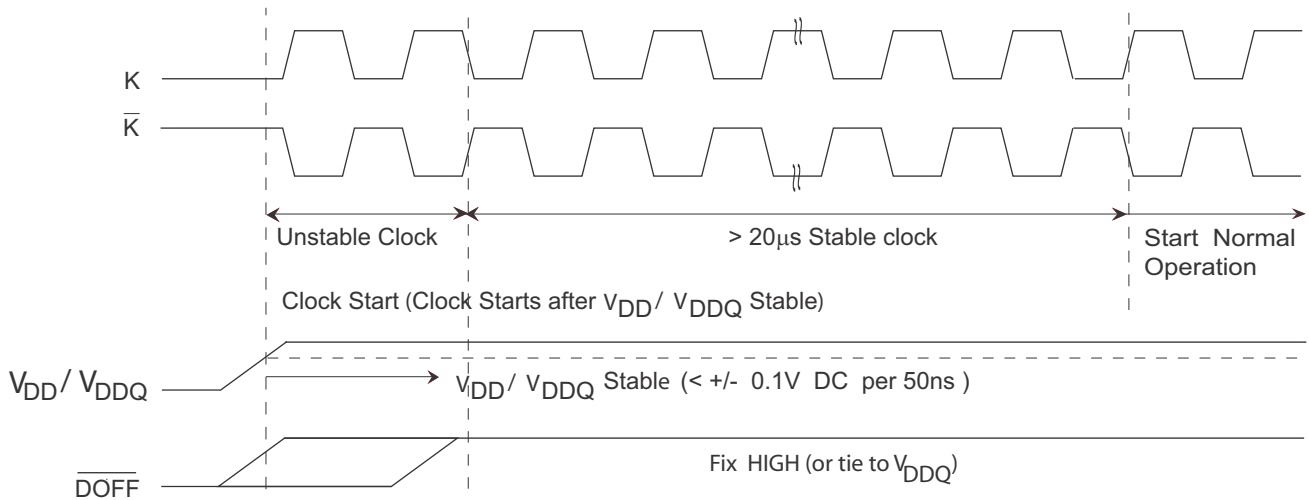 K
K̅
Unstable Clock
> 20μs Stable clock
Start Normal
Operation
Clock Start (Clock Starts after VDD / VDDQ Stable)
VDD / VDDQ
VDD / VDDQ Stable (< +/- 0.1V DC per 50ns )
D̅O̅F̅F̅
Fix HIGH (or tie to VDDQ)